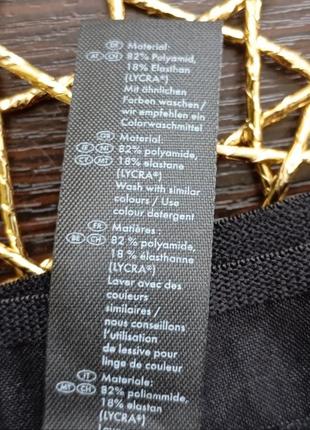 DE Material:
AT CH 82% Polyamid,
18% Elasthan
(LYCRA®)
Mit ähnlichen
Farben waschen/
wir empfehlen ein
Colorwaschmittel
GB Material:
IE NI 82% polyamide,
CY MT 18% elastane
(LYCRA®)
Wash with similar
colours / Use
colour detergent
FR Matières :
BE CH 82 % polyamide,
18 % élasthanne
(LYCRA®)
Laver avec des
couleurs
similaires /
nous conseillons
l'utilisation
de lessive pour
linge de couleur
IT Materiale:
MT CH 82% poliammide,
18% elastan
(LYCRA®)